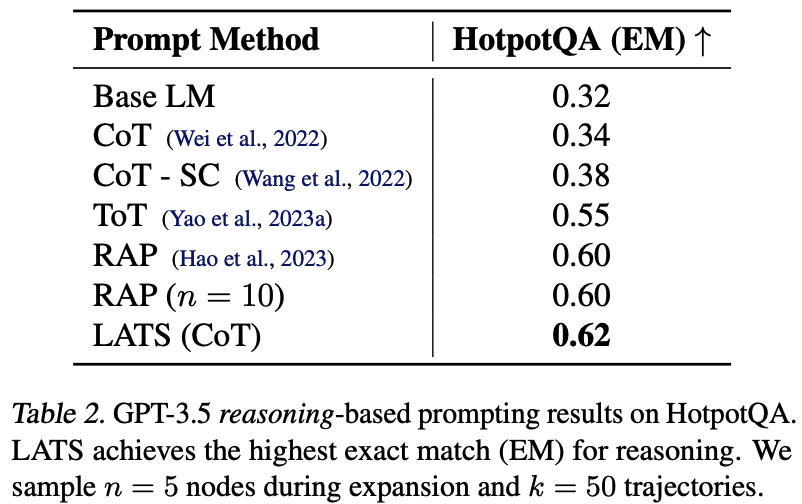 Prompt Method HotpotQA (EM) ↑
Base LM 0.32
CoT (Wei et al., 2022) 0.34
CoT - SC (Wang et al., 2022) 0.38
ToT (Yao et al., 2023a) 0.55
RAP (Hao et al., 2023) 0.60
RAP (n = 10) 0.60
LATS (CoT) 0.62
Table 2. GPT-3.5 reasoning-based prompting results on HotpotQA.
LATS achieves the highest exact match (EM) for reasoning. We
sample n = 5 nodes during expansion and k = 50 trajectories.